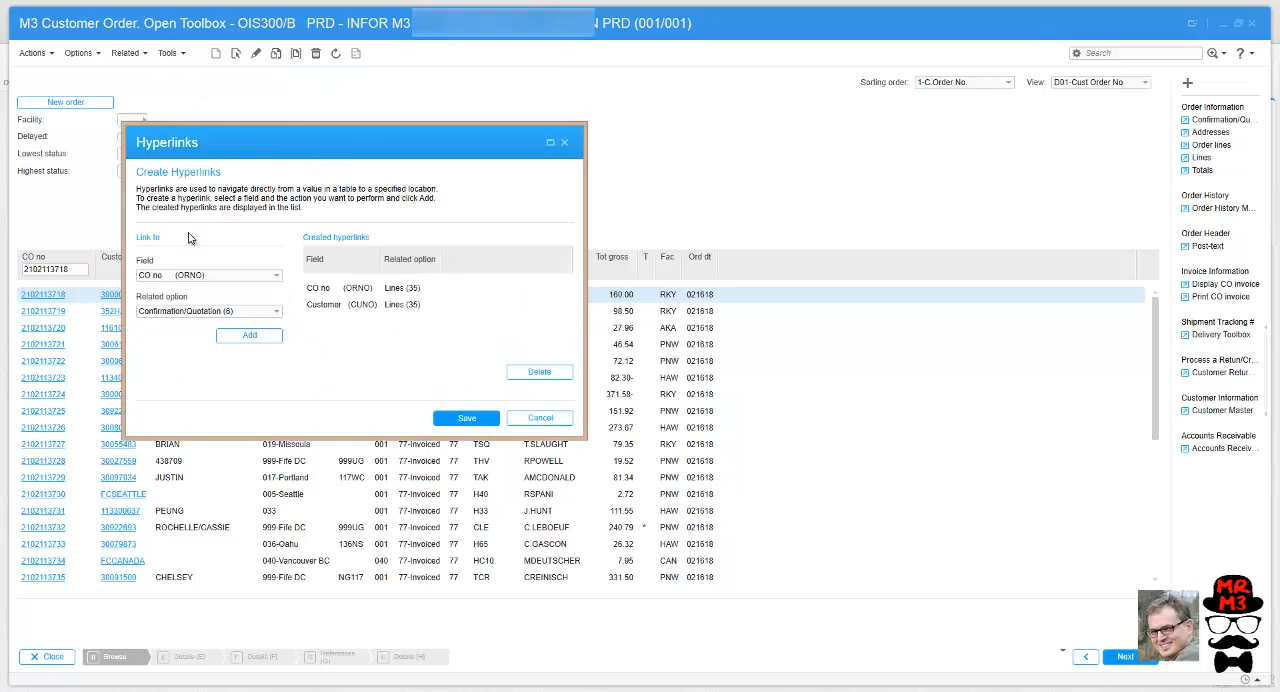 M3 Customer Order. Open Toolbox - OIS300/B PRD - INFOR M3 N PRD (001/001)
Actions Options Related Tools Search ?
Sorting order: 1-C.Order No. View: D01-Cust Order No
New order
Facility:
Delayed:
Lowest status:
Highest status:
Hyperlinks
Create Hyperlinks
Hyperlinks are used to navigate directly from a value in a table to a specified location.
To create a hyperlink, select a field and the action you want to perform and click Add.
The created hyperlinks are displayed in the list.
Link to
Field
CO no (ORNO)
Related option
Confirmation/Quotation (6)
Add
Created hyperlinks
Field Related option
CO no (ORNO) Lines (35)
Customer (CUNO) Lines (35)
Delete
Save Cancel
CO no Custo Tot gross T Fac Ord dt
2102113718
2102113718 39000 160.00 RKY 021618
2102113719 352HJ 98.50 RKY 021618
2102113720 11610 27.96 AKA 021618
2102113721 30061 46.54 PNW 021618
2102113722 30006 72.12 PNW 021618
2102113723 11340 82.30- HAW 021618
2102113724 39000 371.58- RKY 021618
2102113725 30922 151.92 PNW 021618
2102113726 30080 273.67 HAW 021618
2102113727 30055483 BRIAN 019-Missoula 001 77-Invoiced 77 TSQ T.SLAUGHT 79.35 RKY 021618
2102113728 30027559 438709 999-Fife DC 999UG 001 77-Invoiced 77 THV RPOWELL 19.52 PNW 021618
2102113729 30097034 JUSTIN 017-Portland 117WC 001 77-Invoiced 77 TAK AMCDONALD 81.34 PNW 021618
2102113730 FCSEATTLE 005-Seattle 001 77-Invoiced 77 H40 RSPANI 2.72 PNW 021618
2102113731 113300637 PEUNG 033 001 77-Invoiced 77 H33 J.HUNT 111.55 HAW 021618
2102113732 30922693 ROCHELLE/CASSIE 999-Fife DC 999UG 001 77-Invoiced 77 CLE C.LEBOEUF 240.79 * PNW 021618
2102113733 30079873 036-Oahu 136NS 001 77-Invoiced 77 H65 C.GASCON 26.32 HAW 021618
2102113734 FCCANADA 040-Vancouver BC 040 77-Invoiced 77 HC10 MDEUTSCHER 7.95 CAN 021618
2102113735 30091500 CHELSEY 999-Fife DC NG117 001 77-Invoiced 77 TCR CREINISCH 331.50 PNW 021618
Order Information
Confirmation/Qu...
Addresses
Order lines
Lines
Totals
Order History
Order History M...
Order Header
Post-text
Invoice Information
Display CO invoice
Print CO invoice
Shipment Tracking #
Delivery Toolbox
Process a Retun/Cr...
Customer Retur...
Customer Information
Customer Master
Accounts Receivable
Accounts Receiv...
MR
M3
Close B Browse E Details (E) F Details (F) G References (G) H Details (H) Next